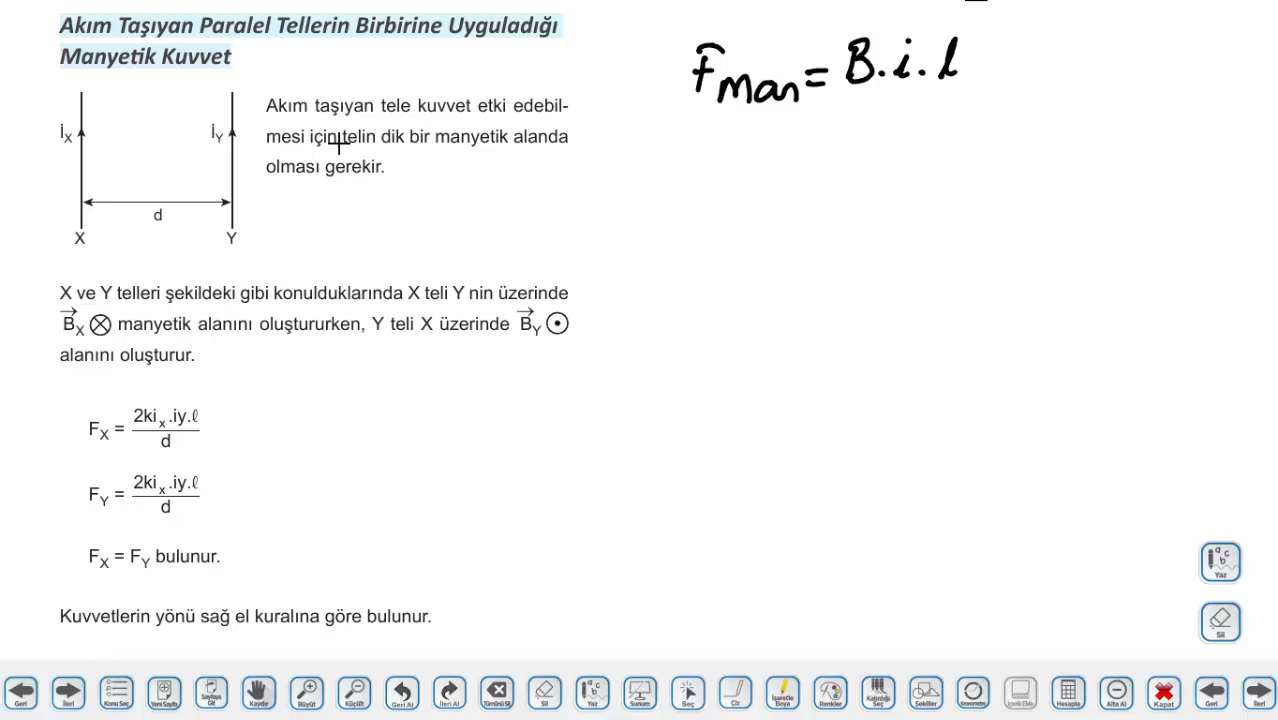 Akım Taşıyan Paralel Tellerin Birbirine Uyguladığı
Manyetik Kuvvet
Fman = B.i.l
Akım taşıyan tele kuvvet etki edebil-
mesi için telin dik bir manyetik alanda
olması gerekir.
İX
İY
d
X
Y
X ve Y telleri şekildeki gibi konulduklarında X teli Y nin üzerinde
BX ⊗ manyetik alanını oluştururken, Y teli X üzerinde BY ⊙
alanını oluşturur.
FX = 2kix.iy.ℓ / d
FY = 2kix.iy.ℓ / d
FX = FY bulunur.
Kuvvetlerin yönü sağ el kuralına göre bulunur.
a b c
Yaz
Sil
Geri
İleri
Konu Seç
Yeni Sayfa
Sayfaya Git
Kaydır
Büyüt
Küçült
Geri Al
İleri Al
Tümünü Sil
Sil
Yaz
Sunum
Seç
Çiz
İşaretle Boya
Renkler
Kalınlığı Seç
Şekiller
Kronometre
İçerik Ekle
Hesapla
Alta Al
Kapat
Geri
İleri